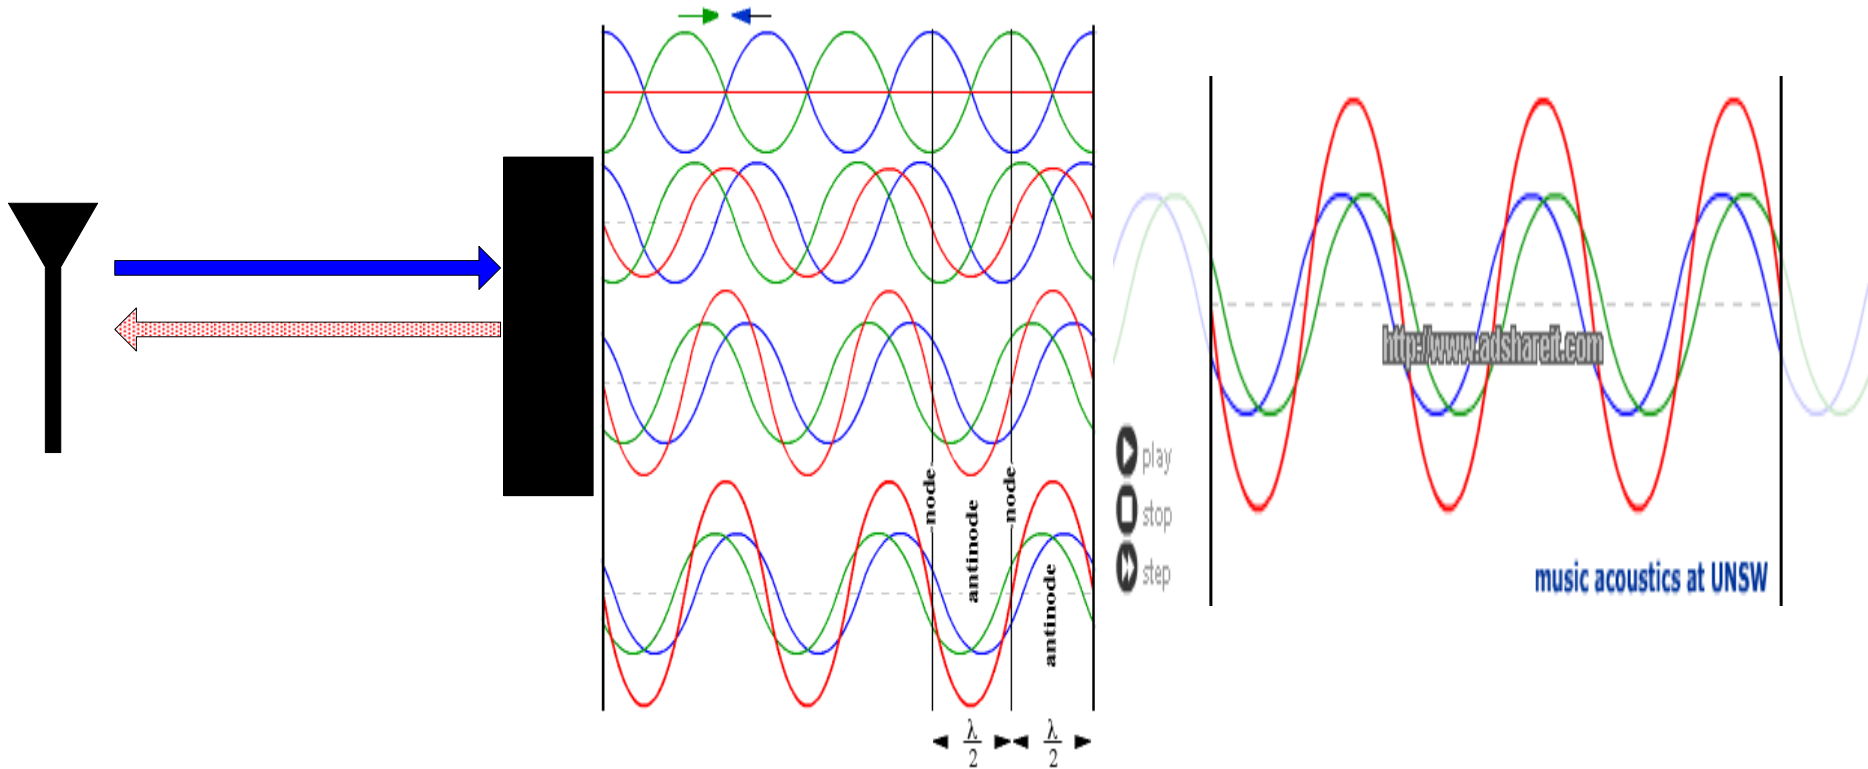 node
antinode
node
antinode
λ/2
λ/2
http://www.adshareit.com
play
stop
step
music acoustics at UNSW